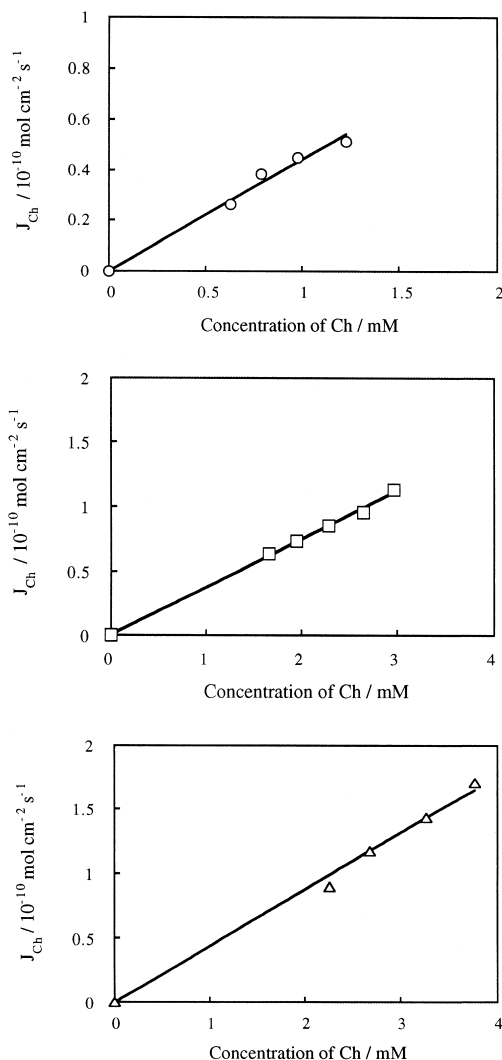 1
0.8
0.6
0.4
0.2
0
J_Ch / 10^-10 mol cm^-2 s^-1
0 0.5 1 1.5 2
Concentration of Ch / mM
2
1.5
1
0.5
0
J_Ch / 10^-10 mol cm^-2 s^-1
0 1 2 3 4
Concentration of Ch / mM
2
1.5
1
0.5
0
J_Ch / 10^-10 mol cm^-2 s^-1
0 1 2 3 4
Concentration of Ch / mM